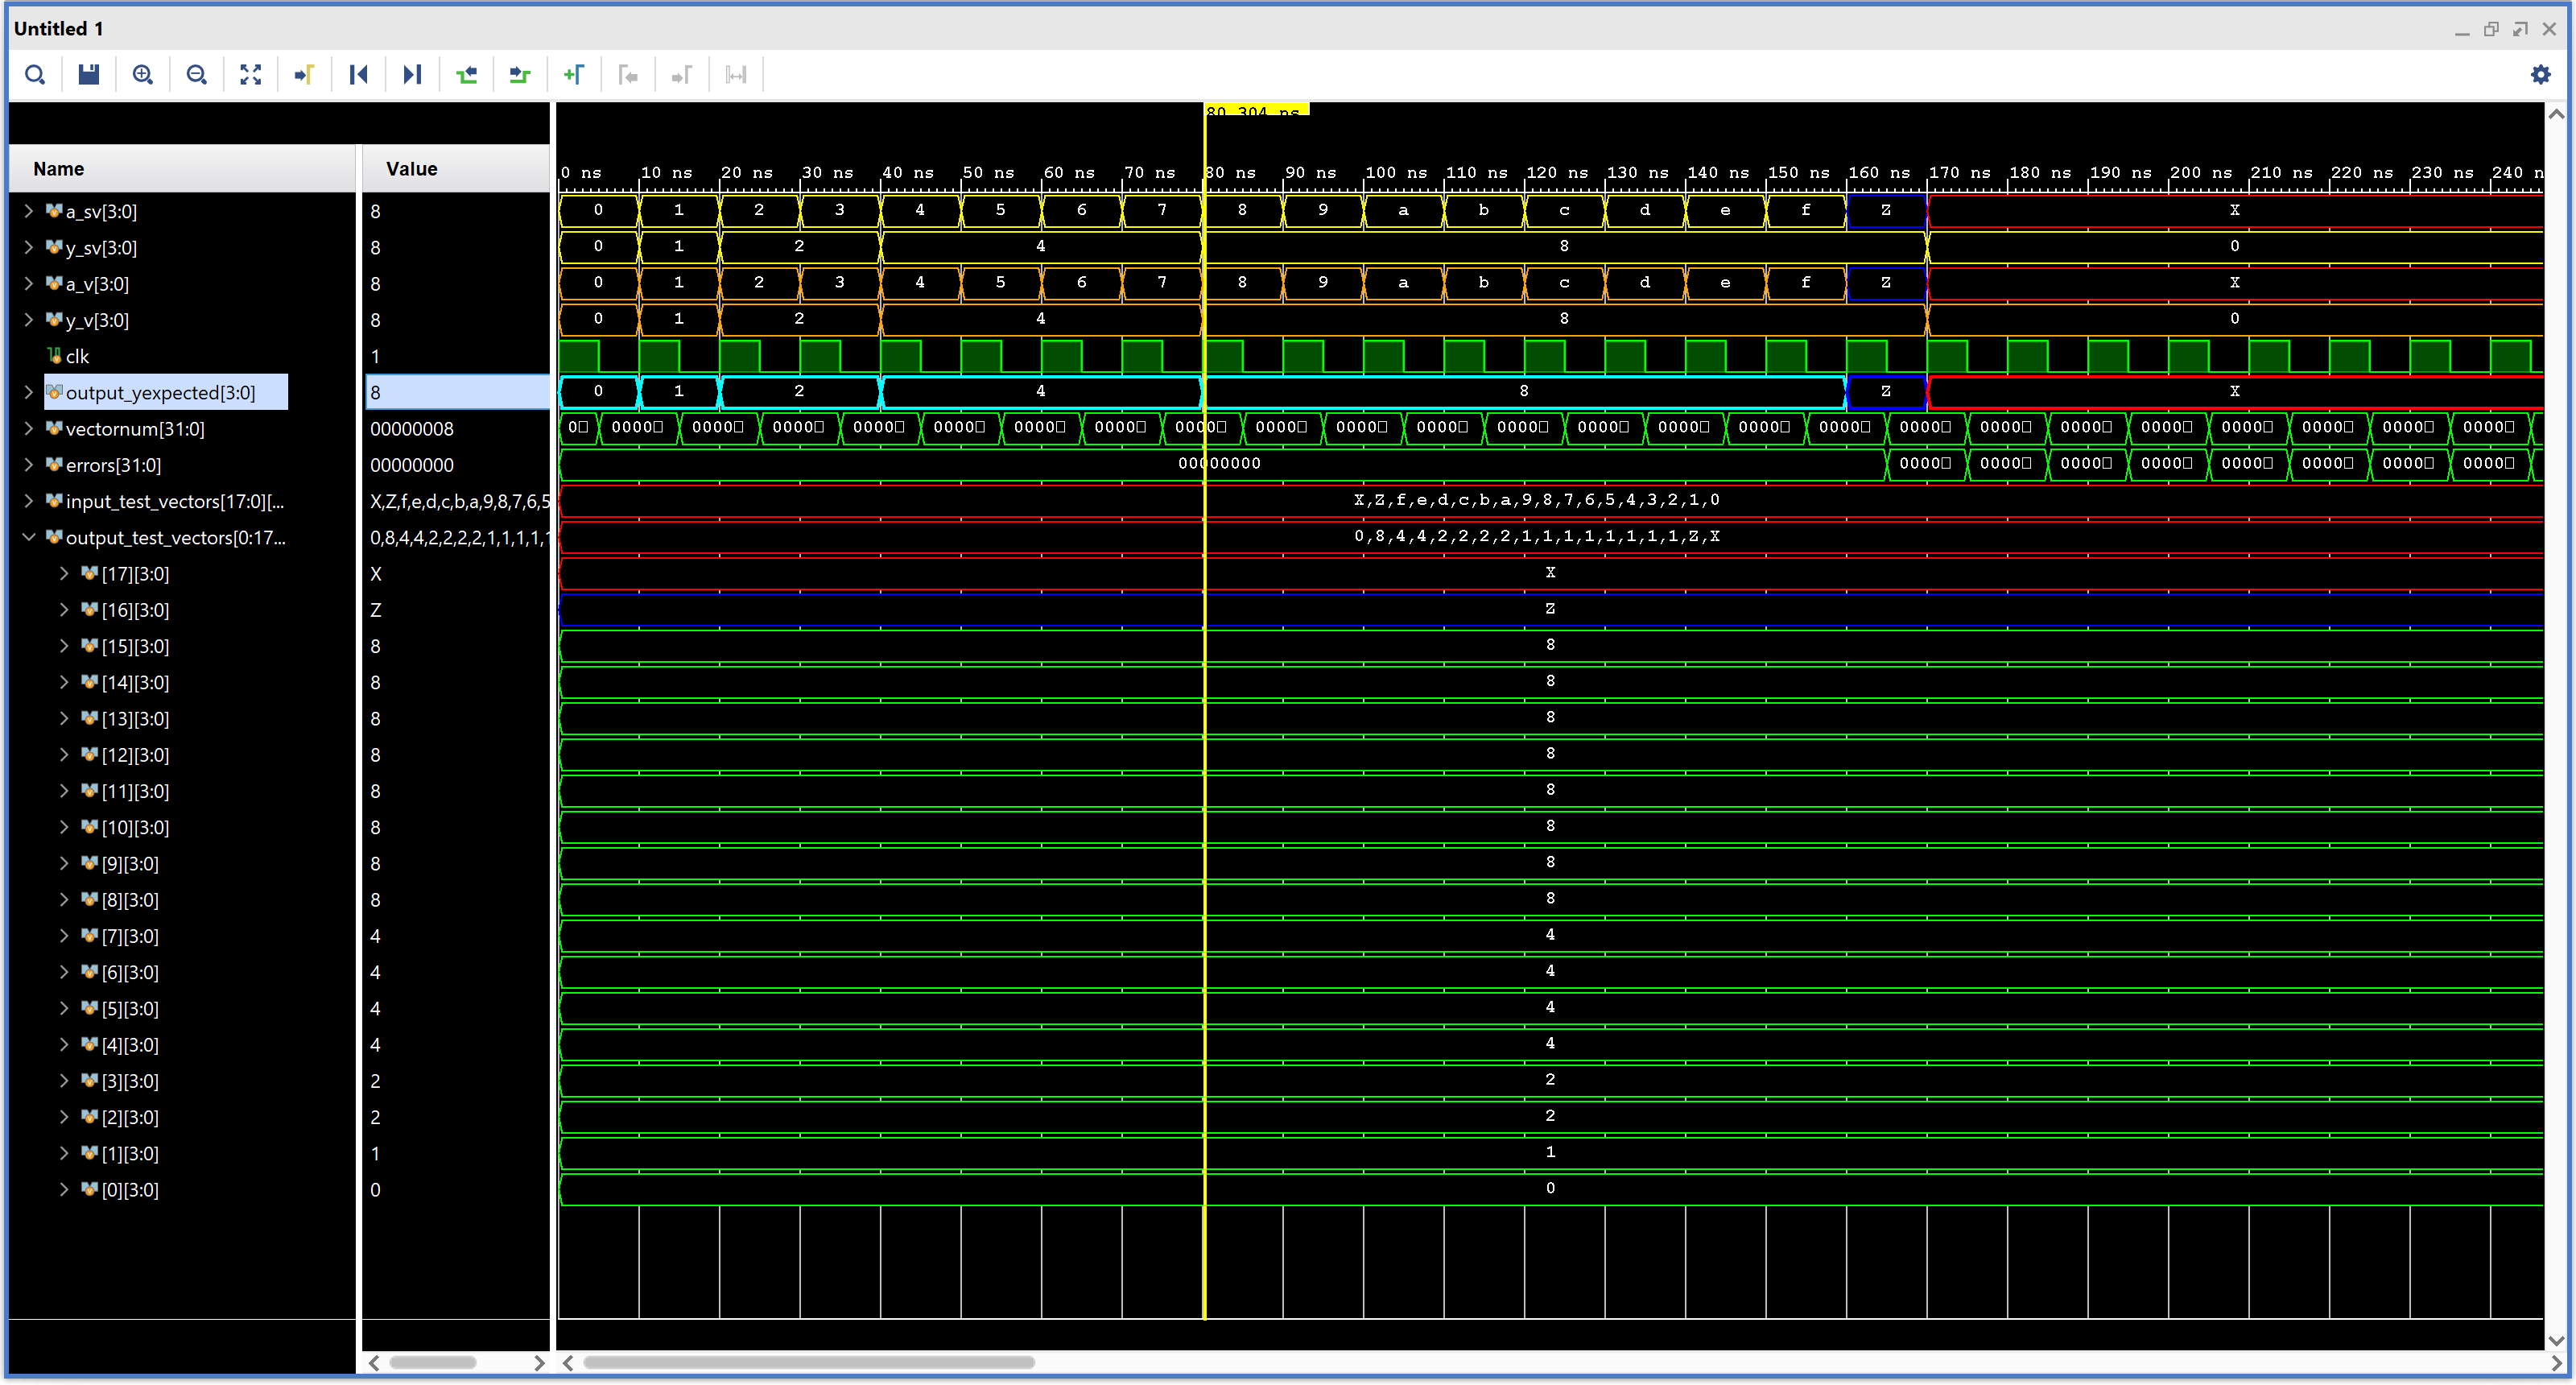 Untitled 1
80.304 ns
Name Value
0 ns 10 ns 20 ns 30 ns 40 ns 50 ns 60 ns 70 ns 80 ns 90 ns 100 ns 110 ns 120 ns 130 ns 140 ns 150 ns 160 ns 170 ns 180 ns 190 ns 200 ns 210 ns 220 ns 230 ns 240 n
a_sv[3:0] 8 0 1 2 3 4 5 6 7 8 9 a b c d e f Z X
y_sv[3:0] 8 0 1 2 4 8 0
a_v[3:0] 8 0 1 2 3 4 5 6 7 8 9 a b c d e f Z X
y_v[3:0] 8 0 1 2 4 8 0
clk 1
output_yexpected[3:0] 8 0 1 2 4 8 Z X
vectornum[31:0] 00000008 0□ 0000□ 0000□ 0000□ 0000□ 0000□ 0000□ 0000□ 0000□ 0000□ 0000□ 0000□ 0000□ 0000□ 0000□ 0000□ 0000□ 0000□ 0000□ 0000□ 0000□ 0000□ 0000□ 0000□ 0000□
errors[31:0] 00000000 00000000 0000□ 0000□ 0000□ 0000□ 0000□ 0000□ 0000□ 0000□
input_test_vectors[17:0][... X,Z,f,e,d,c,b,a,9,8,7,6,5 X,Z,f,e,d,c,b,a,9,8,7,6,5,4,3,2,1,0
output_test_vectors[0:17... 0,8,4,4,2,2,2,2,1,1,1,1,1 0,8,4,4,2,2,2,2,1,1,1,1,1,1,1,1,Z,X
[17][3:0] X X
[16][3:0] Z Z
[15][3:0] 8 8
[14][3:0] 8 8
[13][3:0] 8 8
[12][3:0] 8 8
[11][3:0] 8 8
[10][3:0] 8 8
[9][3:0] 8 8
[8][3:0] 8 8
[7][3:0] 4 4
[6][3:0] 4 4
[5][3:0] 4 4
[4][3:0] 4 4
[3][3:0] 2 2
[2][3:0] 2 2
[1][3:0] 1 1
[0][3:0] 0 0